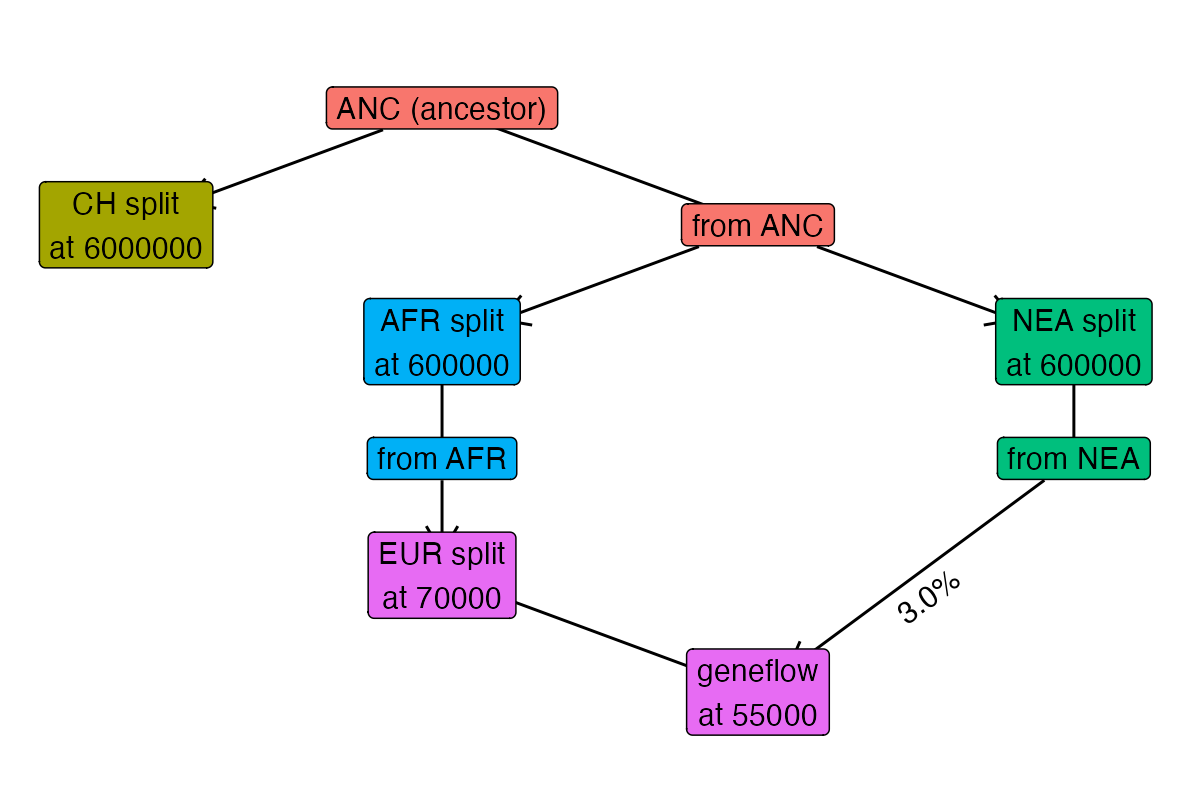 ANC (ancestor)
CH split
at 6000000
from ANC
AFR split
at 600000
NEA split
at 600000
from AFR
from NEA
EUR split
at 70000
3.0%
geneflow
at 55000